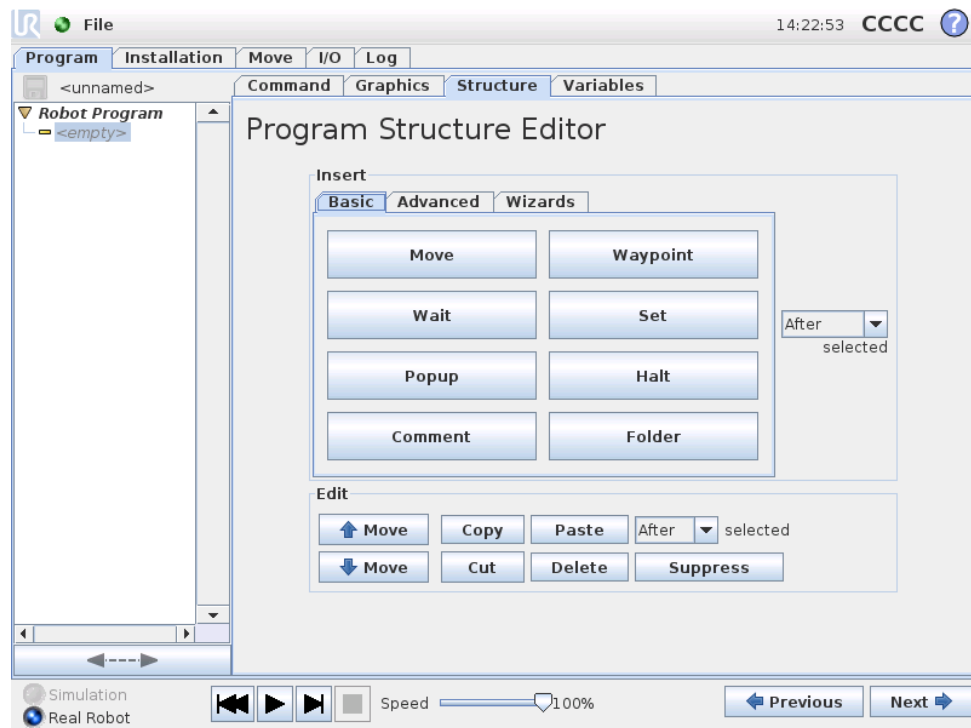 UR File 14:22:53 CCCC ?
Program Installation Move I/O Log
<unnamed> Command Graphics Structure Variables
Robot Program
<empty>
Program Structure Editor
Insert
Basic Advanced Wizards
Move Waypoint
Wait Set
After
selected
Popup Halt
Comment Folder
Edit
Move Copy Paste After selected
Move Cut Delete Suppress
Simulation
Real Robot
Speed 100%
Previous Next